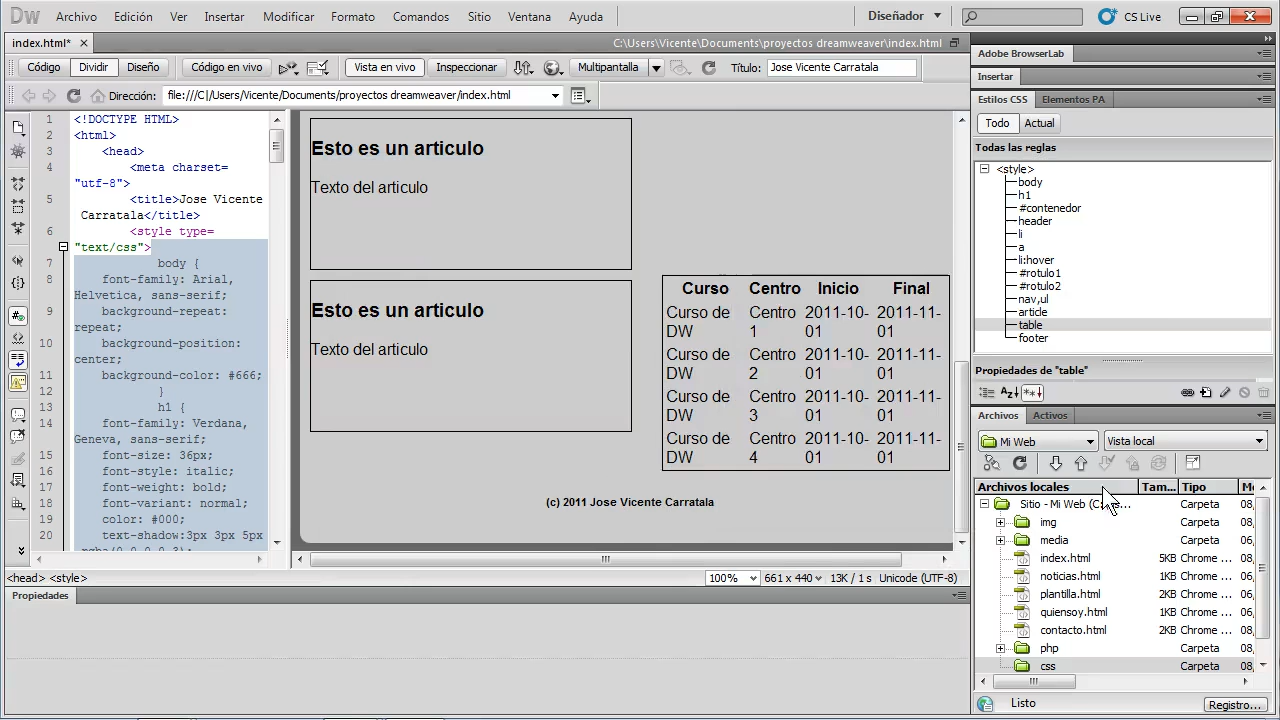 Dw Archivo Edición Ver Insertar Modificar Formato Comandos Sitio Ventana Ayuda Diseñador CS Live
index.html* C:\Users\Vicente\Documents\proyectos dreamweaver\index.html
Código Dividir Diseño Código en vivo Vista en vivo Inspeccionar Multipantalla Título: Jose Vicente Carratala
Dirección: file:///C|/Users/Vicente/Documents/proyectos dreamweaver/index.html
1 <!DOCTYPE HTML>
2 <html>
3 <head>
4 <meta charset=
"utf-8">
5 <title>Jose Vicente
Carratala</title>
6 <style type=
"text/css">
7 body {
8 font-family: Arial,
Helvetica, sans-serif;
9 background-repeat:
repeat;
10 background-position:
center;
11 background-color: #666;
12 }
13 h1 {
14 font-family: Verdana,
Geneva, sans-serif;
15 font-size: 36px;
16 font-style: italic;
17 font-weight: bold;
18 font-variant: normal;
19 color: #000;
20 text-shadow:3px 3px 5px
Esto es un articulo
Texto del articulo
Esto es un articulo
Texto del articulo
Curso Centro Inicio Final
Curso de Centro 2011-10- 2011-11-
DW 1 01 01
Curso de Centro 2011-10- 2011-11-
DW 2 01 01
Curso de Centro 2011-10- 2011-11-
DW 3 01 01
Curso de Centro 2011-10- 2011-11-
DW 4 01 01
(c) 2011 Jose Vicente Carratala
<head> <style> 100% 661 x 440 13K / 1 s Unicode (UTF-8)
Propiedades
Adobe BrowserLab
Insertar
Estilos CSS Elementos PA
Todo Actual
Todas las reglas
<style>
body
h1
#contenedor
header
li
a
li:hover
#rotulo1
#rotulo2
nav,ul
article
table
footer
Propiedades de "table"
Archivos Activos
Mi Web Vista local
Archivos locales Tam... Tipo
Sitio - Mi Web Carpeta 08,
img Carpeta 08,
media Carpeta 06,
index.html 5KB Chrome ... 08,
noticias.html 1KB Chrome ... 06,
plantilla.html 2KB Chrome ... 06,
quiensoy.html 1KB Chrome ... 08,
contacto.html 2KB Chrome ... 08,
php Carpeta 08,
css Carpeta 08,
Listo Registro...